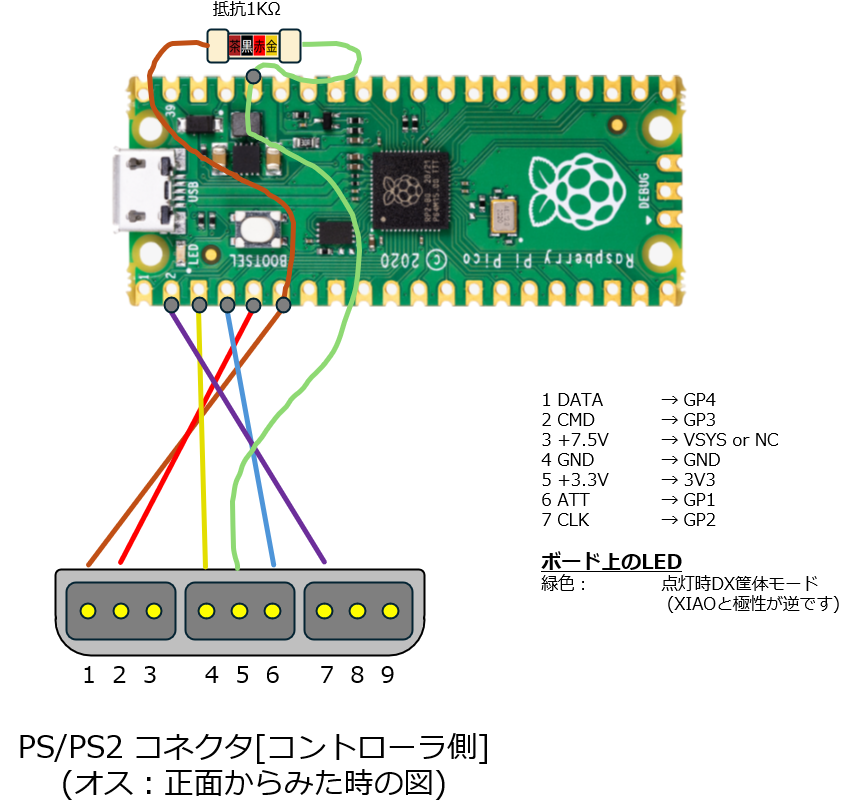 抵抗1KΩ
茶黒赤金
39
USB
DEBUG
LED
BOOTSEL
1
2
Raspberry Pi Pico © 2020
1 DATA → GP4
2 CMD → GP3
3 +7.5V → VSYS or NC
4 GND → GND
5 +3.3V → 3V3
6 ATT → GP1
7 CLK → GP2
ボード上のLED
緑色： 点灯時DX筐体モード
(XIAOと極性が逆です)
1 2 3 4 5 6 7 8 9
PS/PS2 コネクタ[コントローラ側]
(オス：正面からみた時の図)